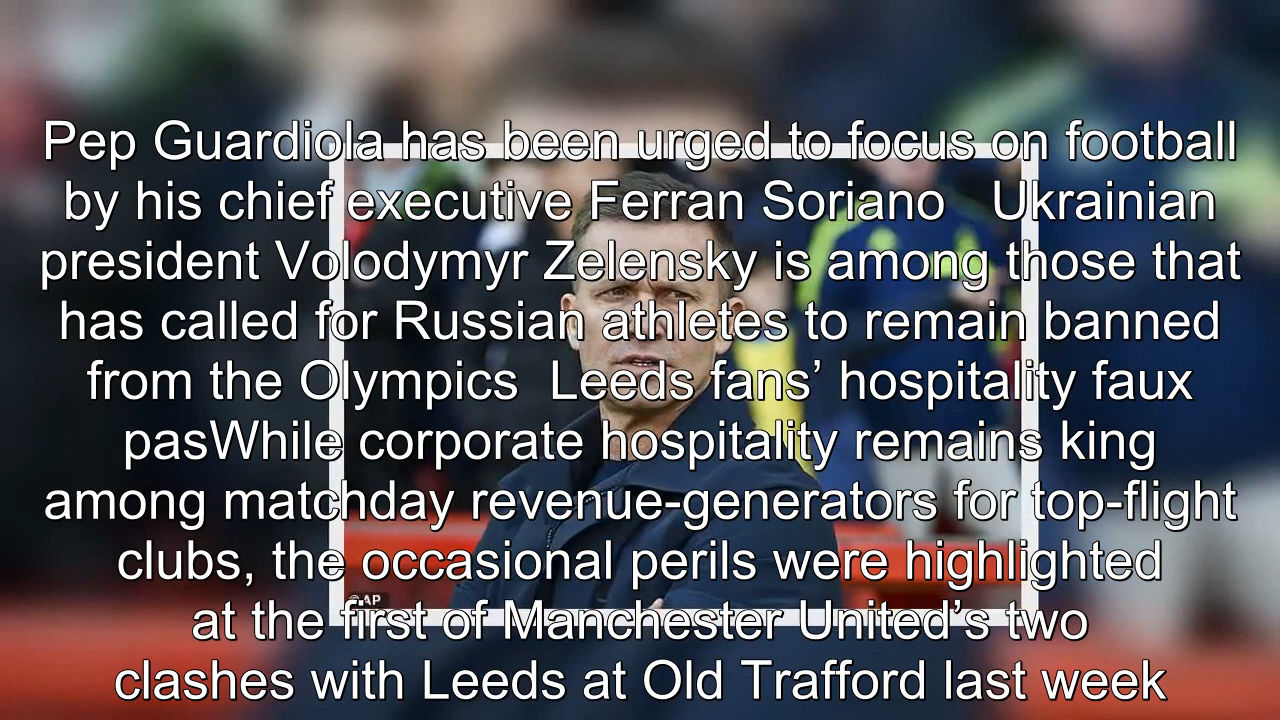 Pep Guardiola has been urged to focus on football
by his chief executive Ferran Soriano   Ukrainian
president Volodymyr Zelensky is among those that
has called for Russian athletes to remain banned
from the Olympics  Leeds fans’ hospitality faux
pasWhile corporate hospitality remains king
among matchday revenue-generators for top-flight
clubs, the occasional perils were highlighted
©AP
at the first of Manchester United’s two
clashes with Leeds at Old Trafford last week